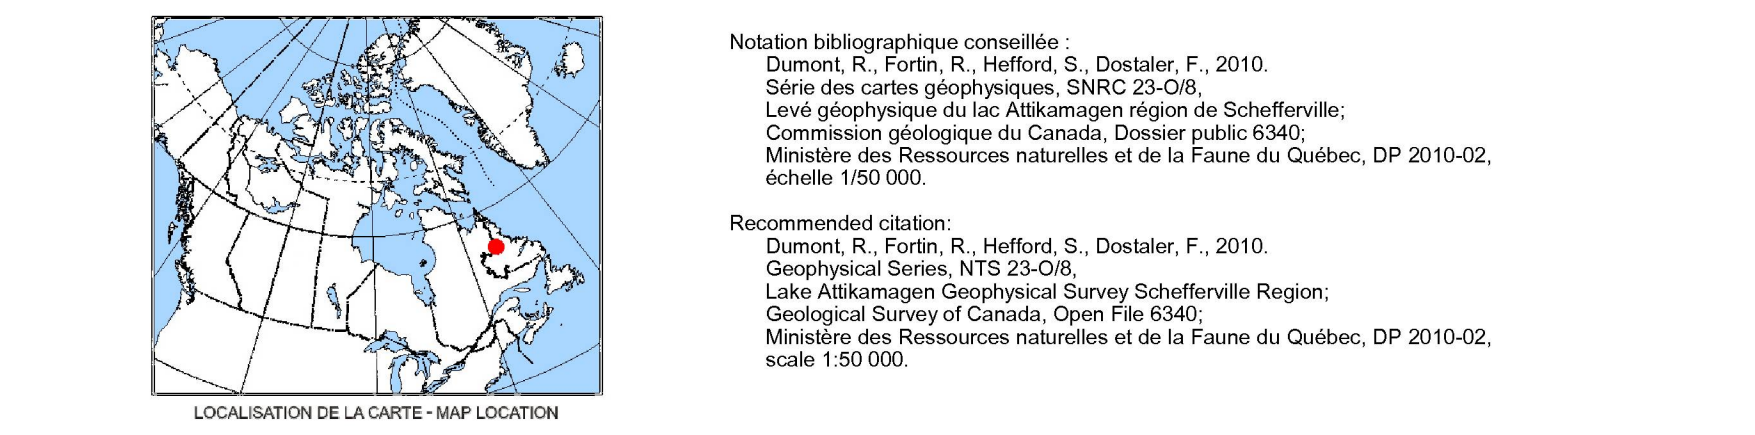 LOCALISATION DE LA CARTE - MAP LOCATION
Notation bibliographique conseillée :
Dumont, R., Fortin, R., Hefford, S., Dostaler, F., 2010.
Série des cartes géophysiques, SNRC 23-O/8,
Levé géophysique du lac Attikamagen région de Schefferville;
Commission géologique du Canada, Dossier public 6340;
Ministère des Ressources naturelles et de la Faune du Québec, DP 2010-02,
échelle 1/50 000.
Recommended citation:
Dumont, R., Fortin, R., Hefford, S., Dostaler, F., 2010.
Geophysical Series, NTS 23-O/8,
Lake Attikamagen Geophysical Survey Schefferville Region;
Geological Survey of Canada, Open File 6340;
Ministère des Ressources naturelles et de la Faune du Québec, DP 2010-02,
scale 1:50 000.